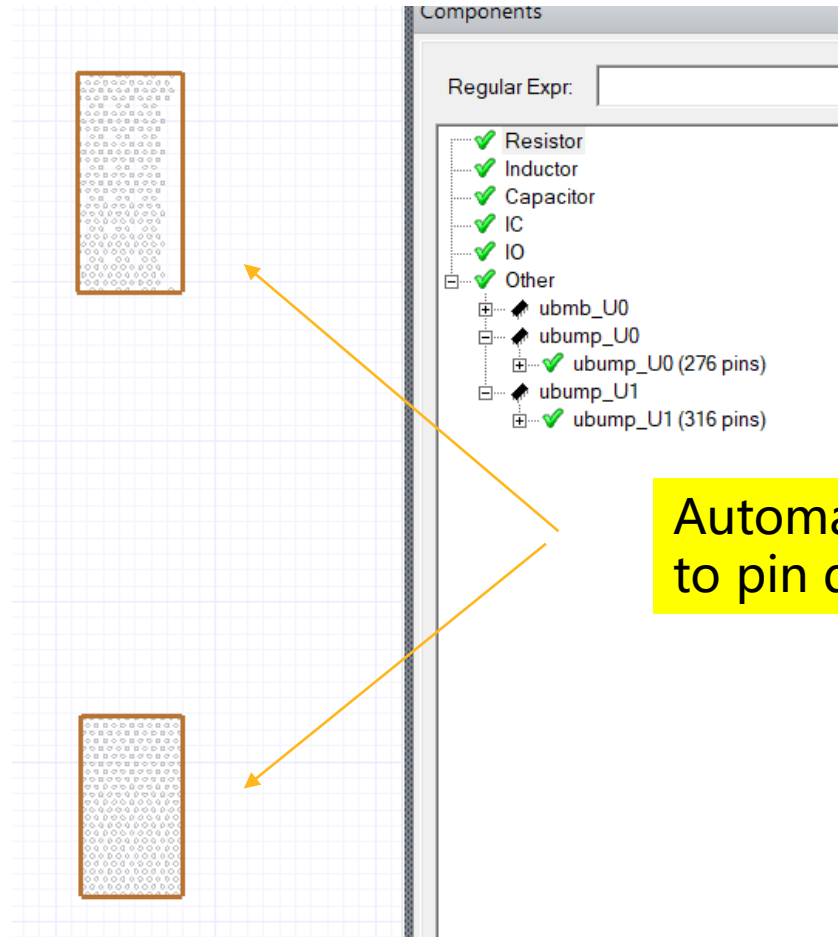 Components
Regular Expr:
Resistor
Inductor
Capacitor
IC
IO
Other
ubmb_U0
ubump_U0
ubump_U0 (276 pins)
ubump_U1
ubump_U1 (316 pins)
to pin